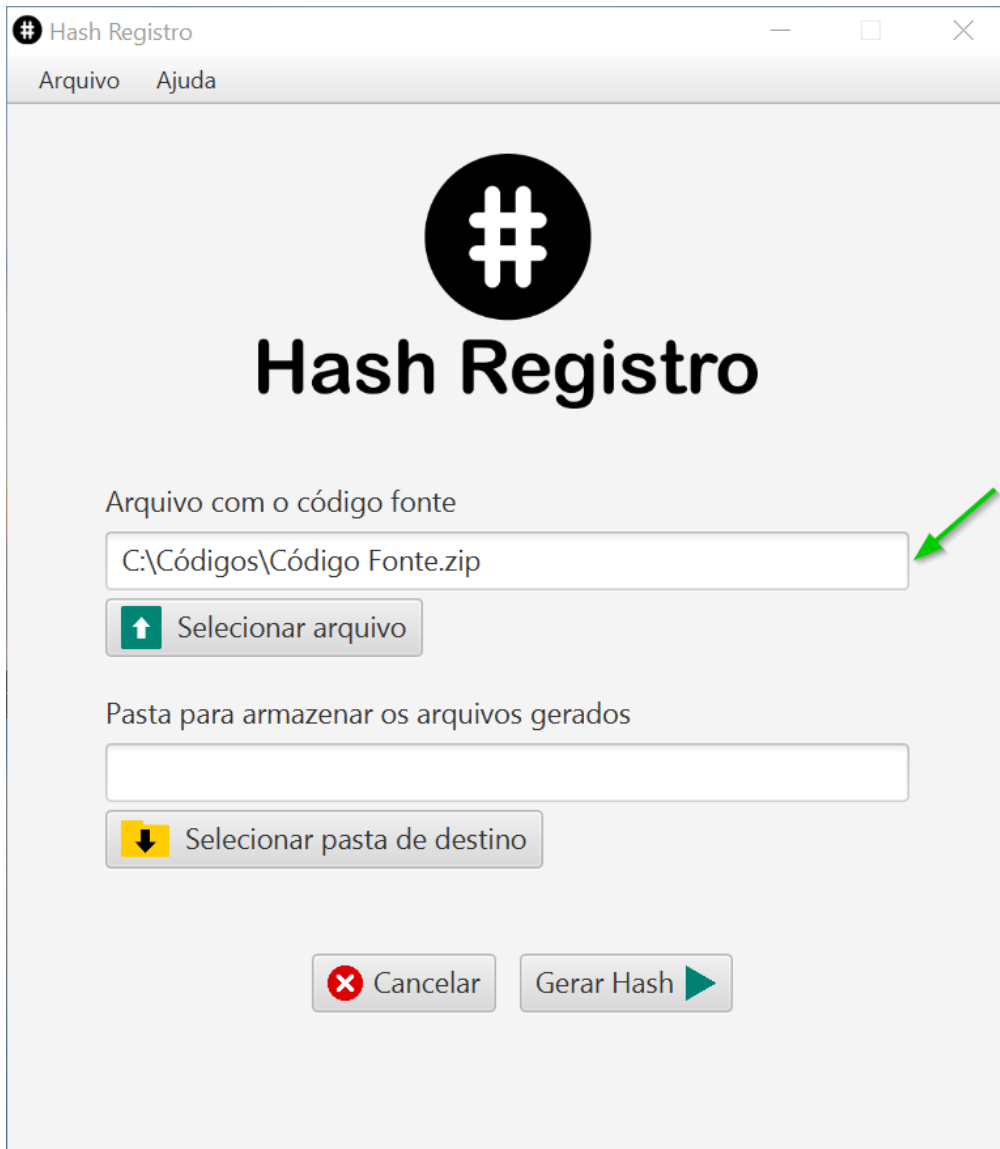 Hash Registro
Arquivo Ajuda
Hash Registro
Arquivo com o código fonte
C:\Códigos\Código Fonte.zip
Selecionar arquivo
Pasta para armazenar os arquivos gerados
Selecionar pasta de destino
Cancelar Gerar Hash